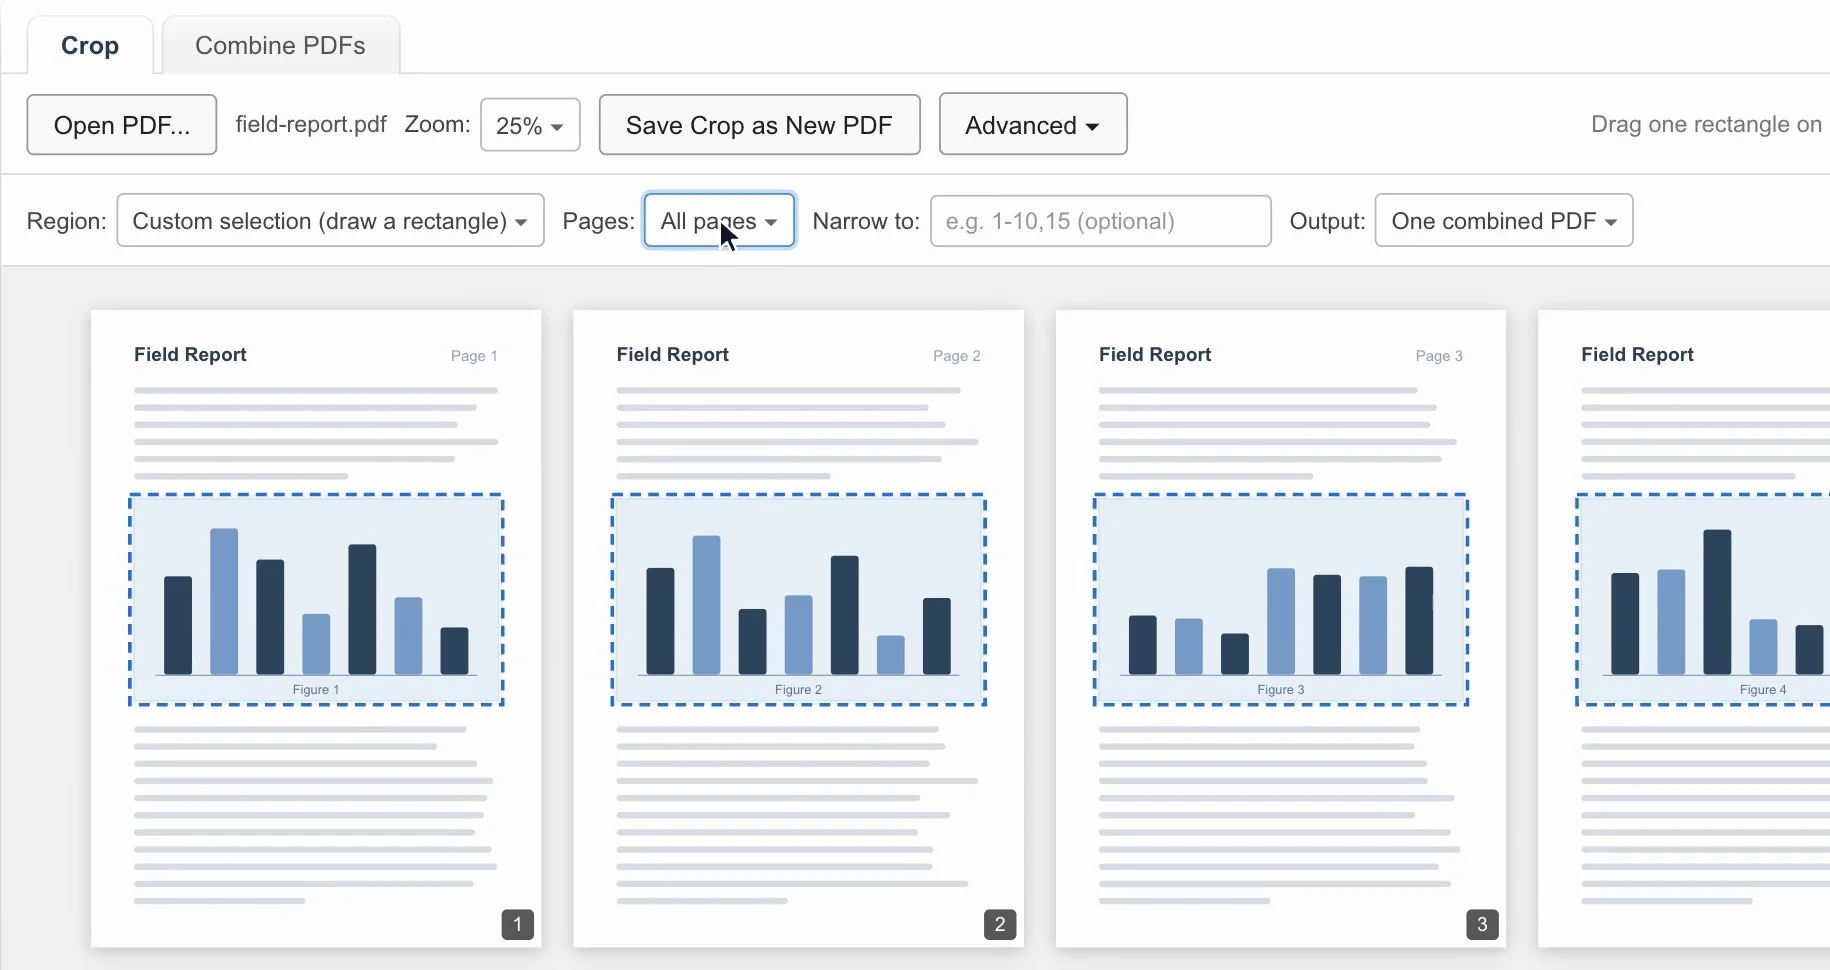 Crop
Combine PDFs
Open PDF...
field-report.pdf
Zoom:
25%
Save Crop as New PDF
Advanced
Drag one rectangle on
Region:
Custom selection (draw a rectangle)
Pages:
All pages
Narrow to:
e.g. 1-10,15 (optional)
Output:
One combined PDF
Field Report
Page 1
Figure 1
1
Field Report
Page 2
Figure 2
2
Field Report
Page 3
Figure 3
3
Field Report
Figure 4